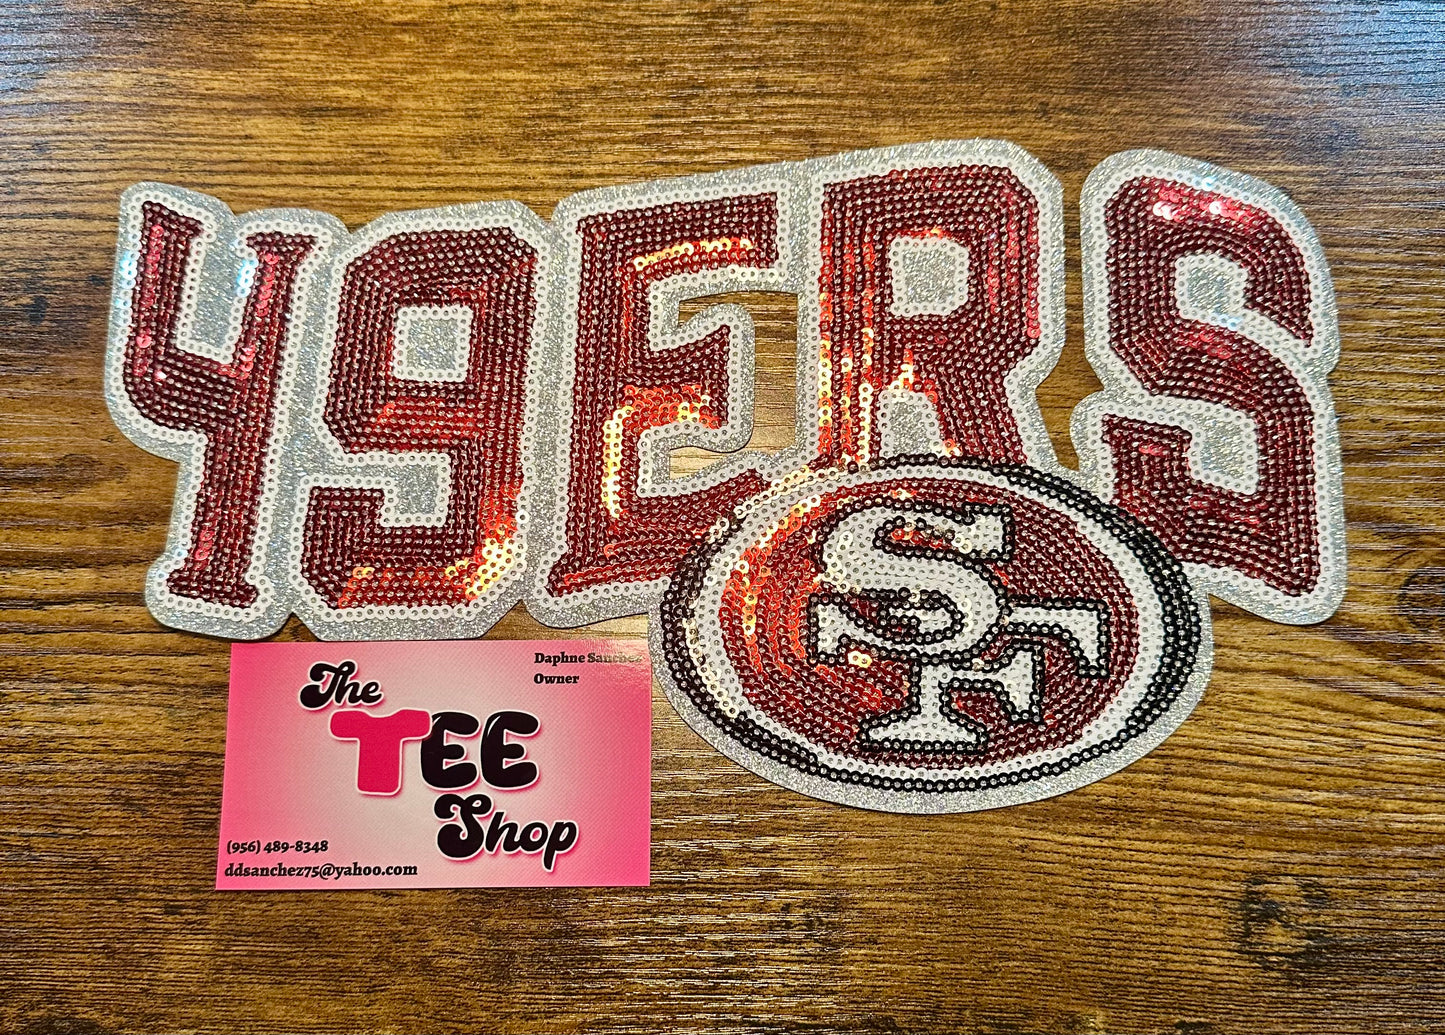 49ERS
SF
Daphne Sanchez
Owner
The
TEE
Shop
(956) 489-8348
ddsanchez75@yahoo.com